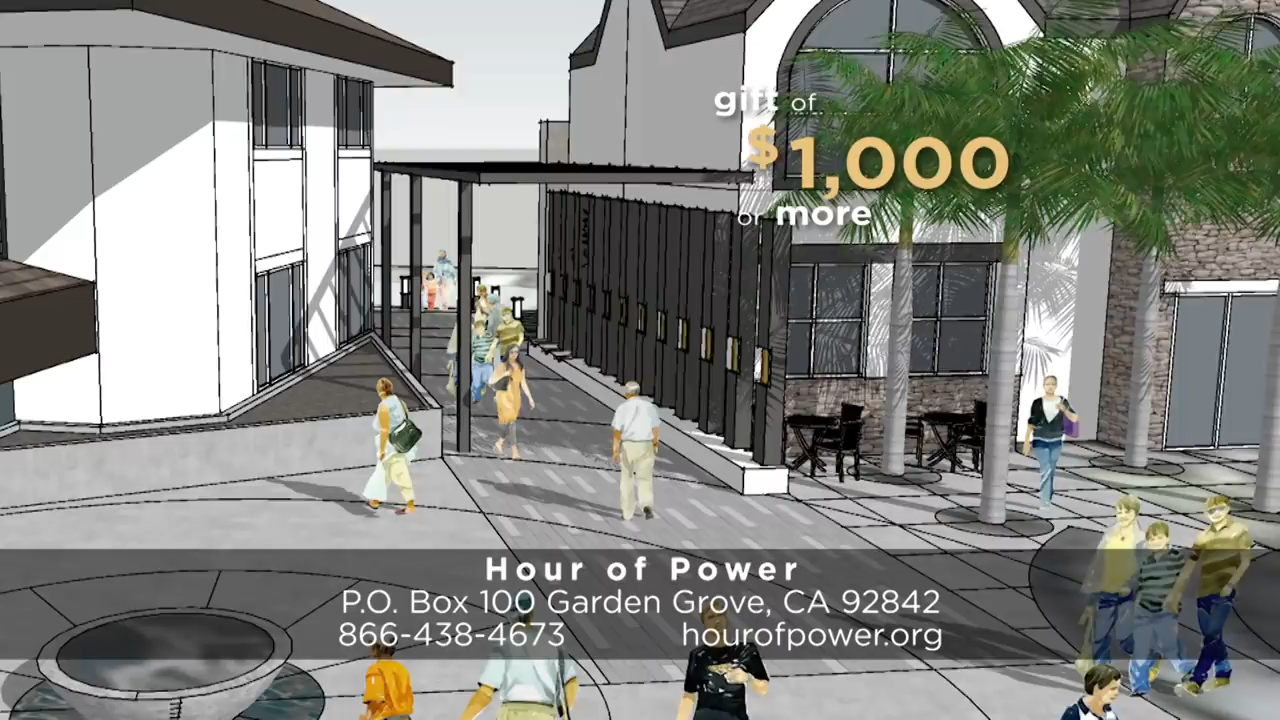 gift of
$1,000
or more
Hour of Power
P.O. Box 100 Garden Grove, CA 92842
866-438-4673 hourofpower.org